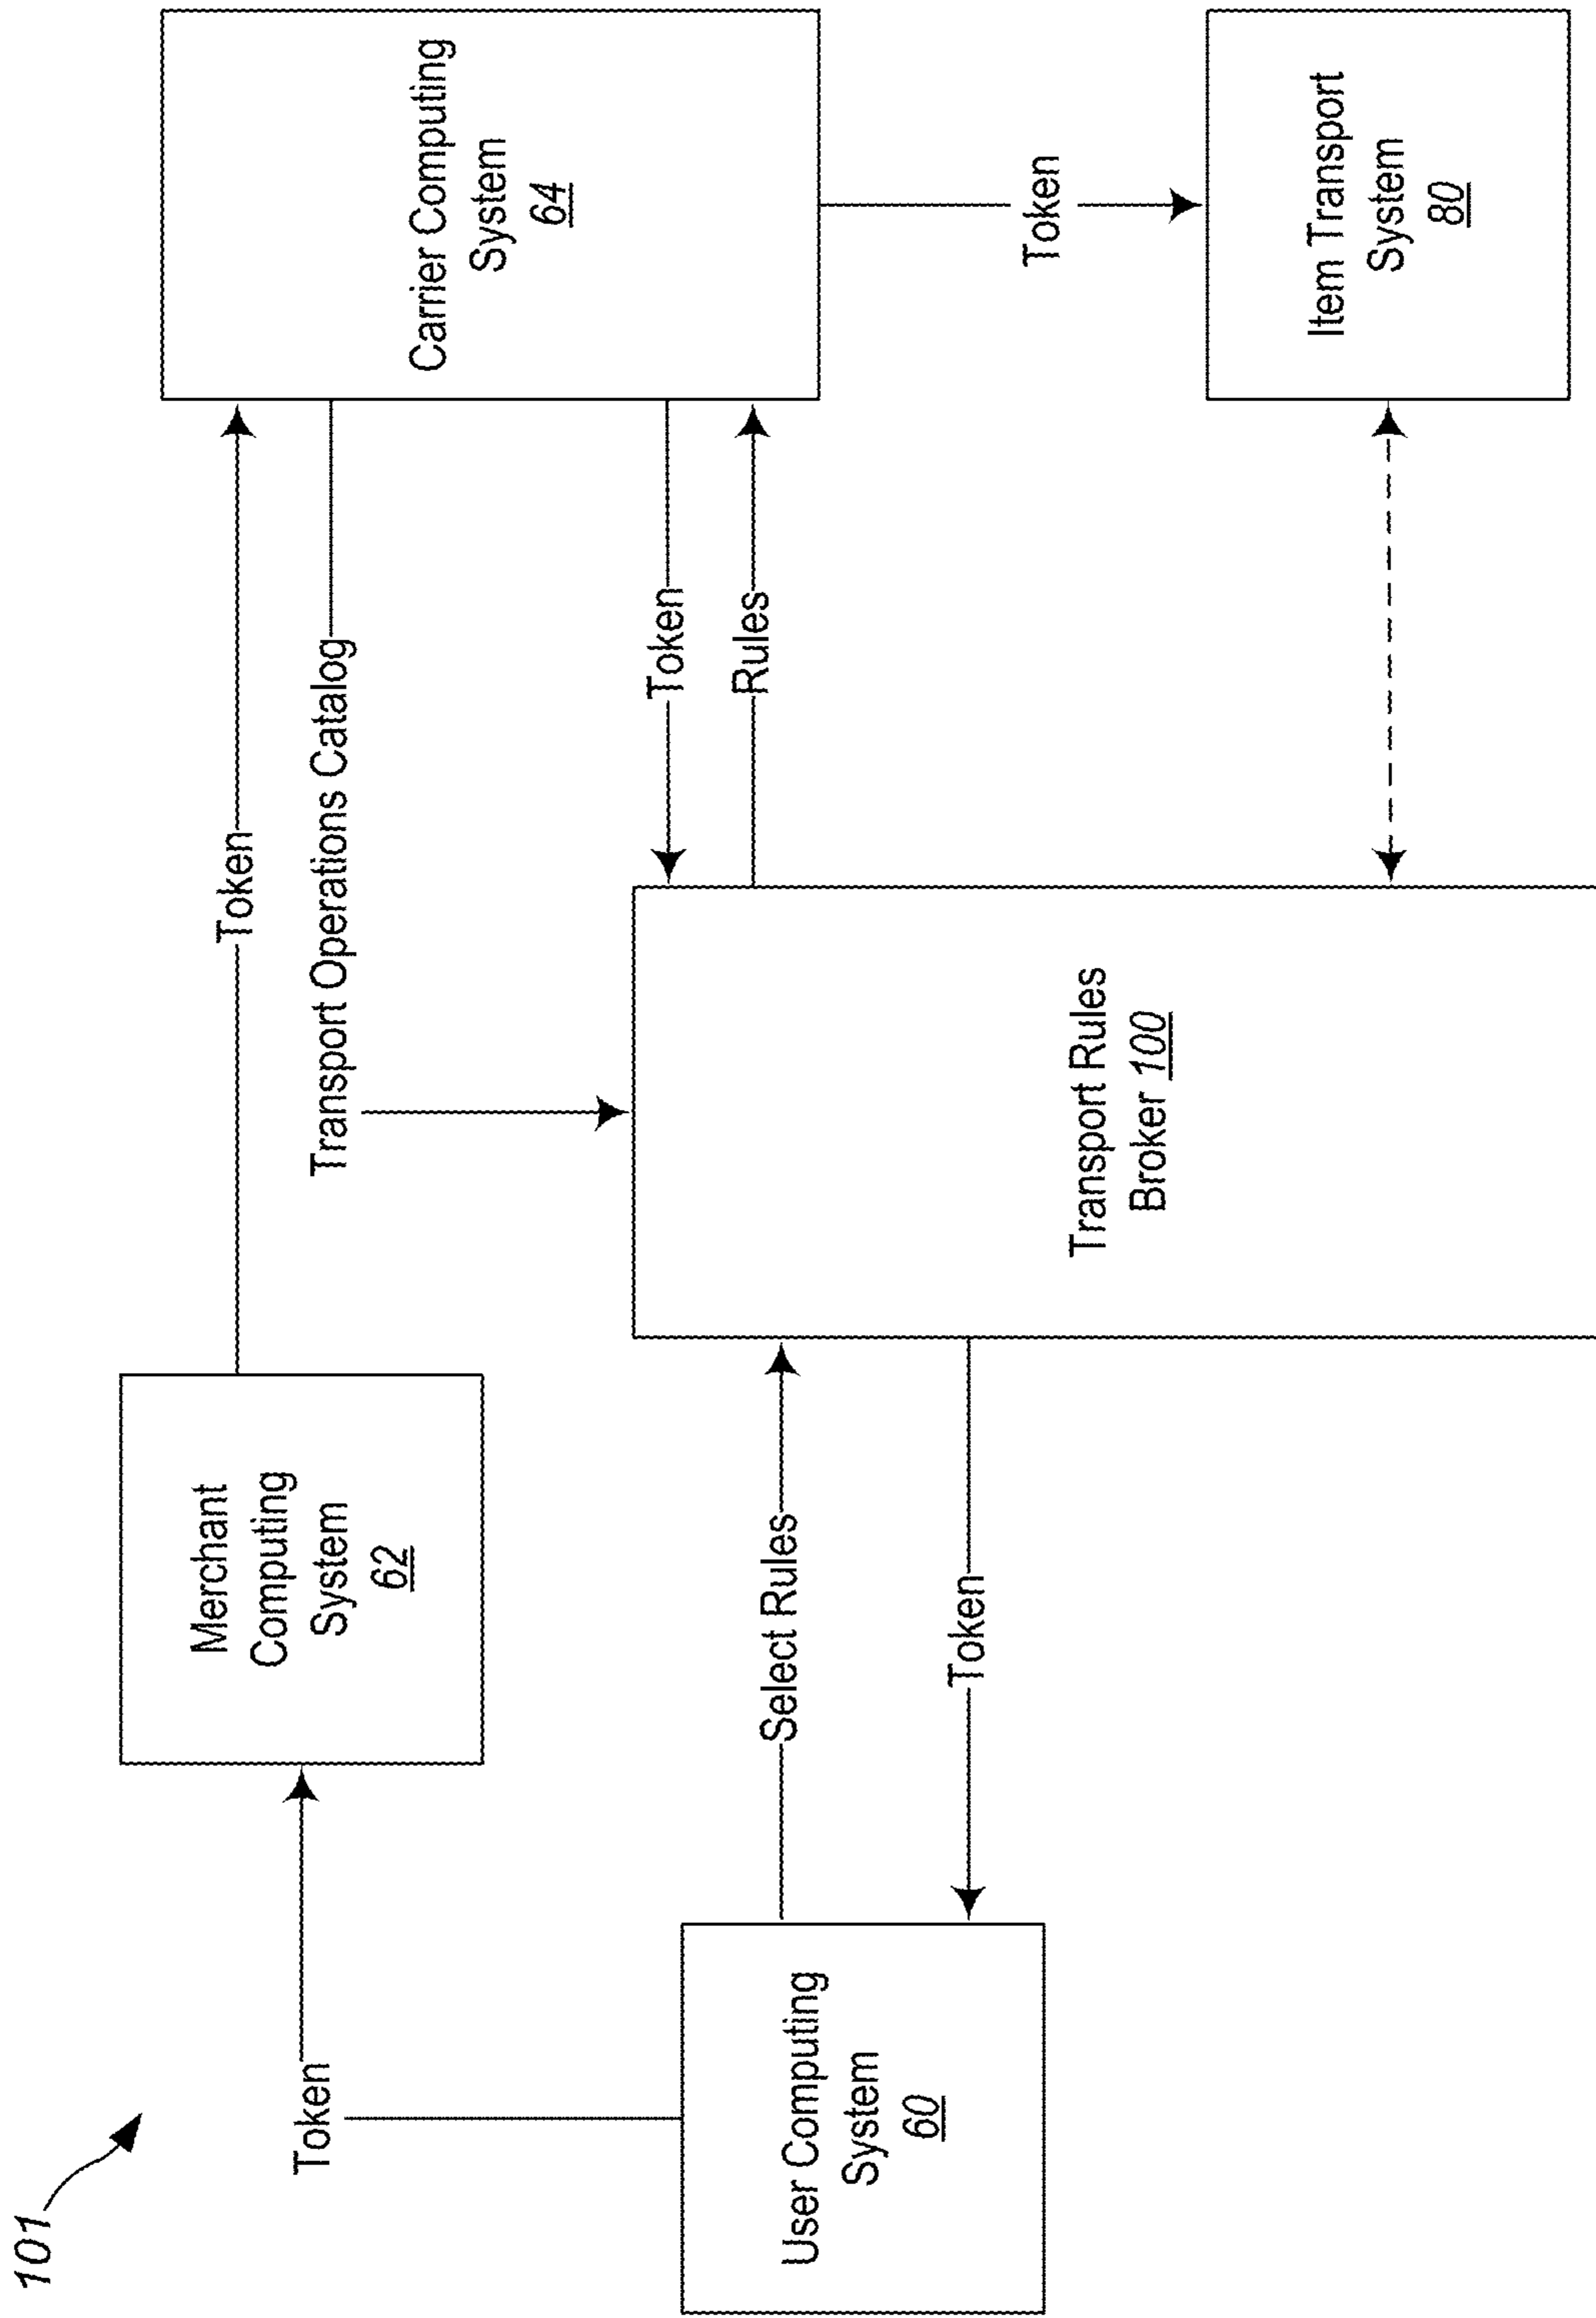 101
Token
Merchant
Computing
System
62
Token
Transport Operations Catalog
Carrier Computing
System
64
User Computing
System
60
Select Rules
Token
Transport Rules
Broker 100
Token
Rules
Token
Item Transport
System
80